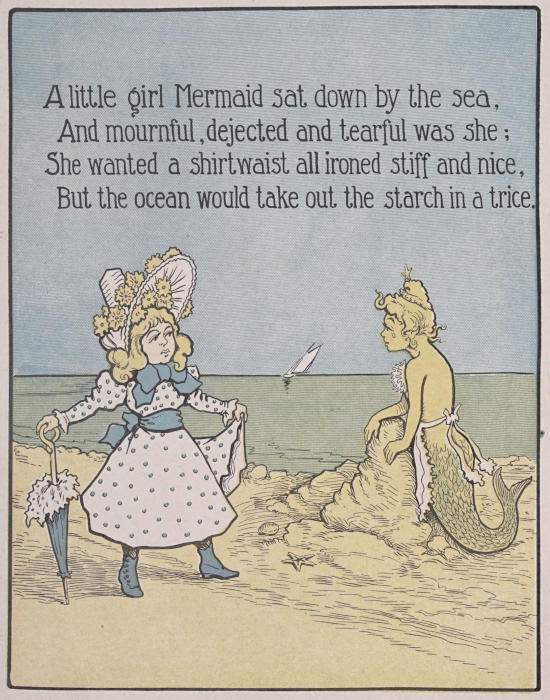 A little girl Mermaid sat down by the sea,
And mournful, dejected and tearful was she;
She wanted a shirtwaist all ironed stiff and nice,
But the ocean would take out the starch in a trice.